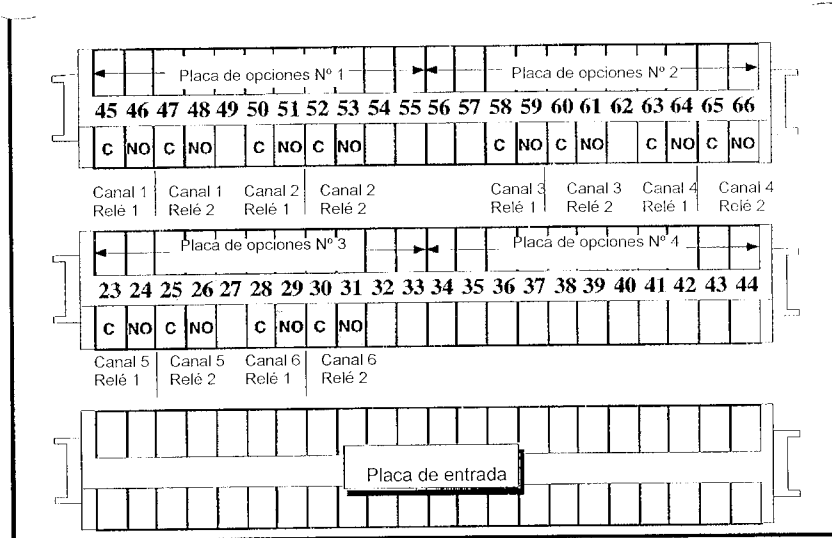 Placa de opciones Nº 1 Placa de opciones Nº 2
45 46 47 48 49 50 51 52 53 54 55 56 57 58 59 60 61 62 63 64 65 66
C NO C NO C NO C NO C NO C NO C NO C NO
Canal 1 Canal 1 Canal 2 Canal 2 Canal 3 Canal 3 Canal 4 Canal 4
Relé 1 Relé 2 Relé 1 Relé 2 Relé 1 Relé 2 Relé 1 Relé 2
Placa de opciones Nº 3 Placa de opciones Nº 4
23 24 25 26 27 28 29 30 31 32 33 34 35 36 37 38 39 40 41 42 43 44
C NO C NO C NO C NO
Canal 5 Canal 5 Canal 6 Canal 6
Relé 1 Relé 2 Relé 1 Relé 2
Placa de entrada